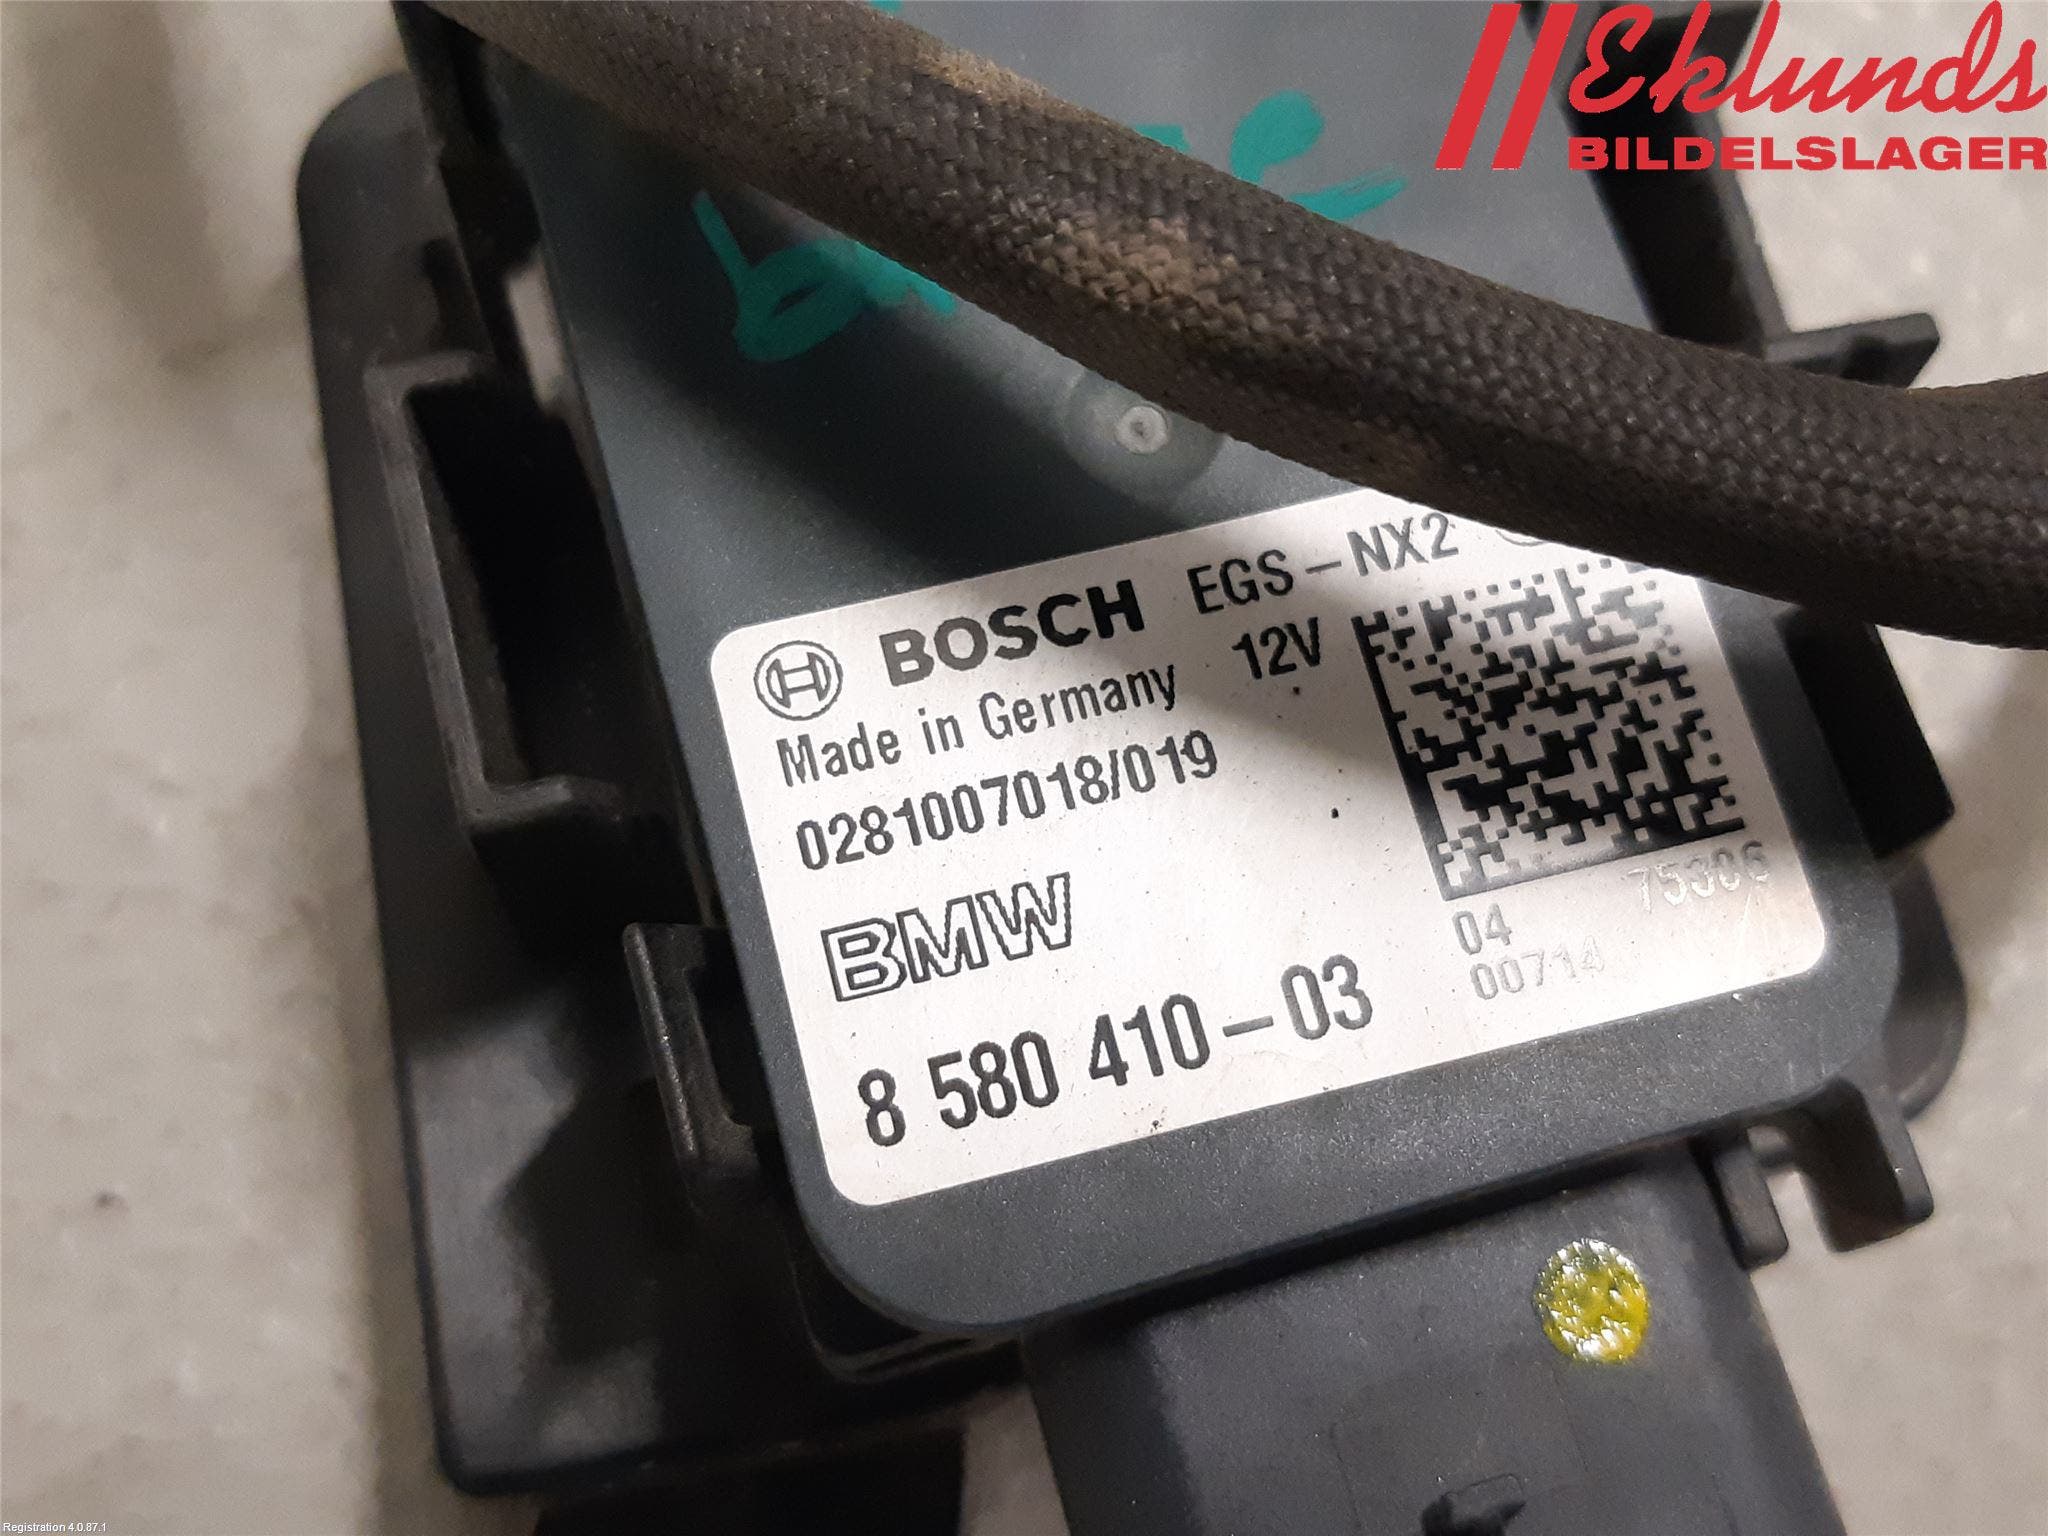 Eklunds
BILDELSLAGER
BOSCH EGS-NX2
Made in Germany 12V
0281007018/019
BMW
8 580 410-03
75306
04
00714
Registration 4.0.87.1